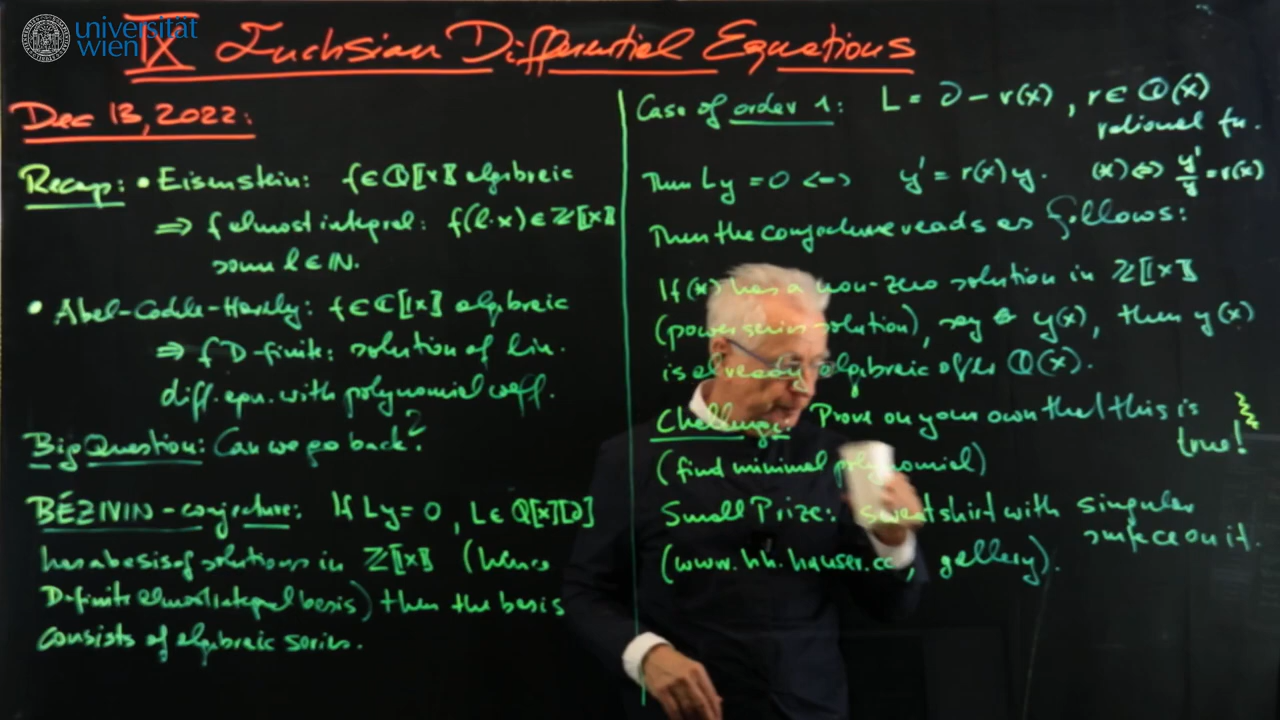 universität
wien
IX Fuchsian Differential Equations
Dec 13, 2022:
Recap: • Eisenstein: f ∈ Q[[x]] algebraic
⇒ f almost integral: f(l·x) ∈ Z[[x]]
some l ∈ IN.
• Abel-Cockle-Harley: f ∈ C[[x]] algebraic
⇒ f D-finite: solution of lin.
diff. equ. with polynomial coeff.
Big Question: Can we go back?
BÉZIVIN-conjecture: If Ly=0, L ∈ Q[x][∂]
has a basis of solutions in Z[[x]] (hence
D-finite almost integral basis) then the basis
consists of algebraic series.
Case of order 1: L = ∂ - r(x), r ∈ Q(x)
rational fu.
Then Ly = 0 <-> y' = r(x)y. (*) <=> y'/y = r(x)
Then the conjecture reads as follows:
If (*) has a non-zero solution in Z[[x]]
(power series solution), say y(x), then y(x)
is already algebraic over Q(x).
Challenge: Prove on your own that this is
true!
(find minimal polynomial)
Small Prize: sweatshirt with singular
surface on it.
(www.hh.hauser.cc, gallery).